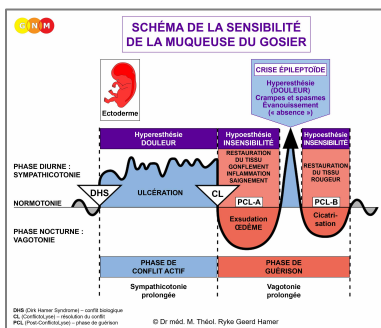 GNM
SCHÉMA DE LA SENSIBILITÉ
DE LA MUQUEUSE DU GOSIER
Ectoderme
CRISE ÉPILEPTOÏDE
Hyperesthésie
(DOULEUR)
Crampes et spasmes
Évanouissement
(« absence »)
Hyperesthésie
DOULEUR
Hypoesthésie
INSENSIBILITÉ
Hypoesthésie
INSENSIBILITÉ
PHASE DIURNE :
SYMPATHICOTONIE
RESTAURATION
DU TISSU
GONFLEMENT
INFLAMMATION
SAIGNEMENT
RESTAURATION
DU TISSU
ROUGEUR
DHS
ULCÉRATION
CL
NORMOTONIE
PCL-A
PCL-B
PHASE NOCTURNE :
VAGOTONIE
Exsudation
ŒDÈME
Cicatri-
sation
PHASE DE
CONFLIT ACTIF
PHASE DE
GUÉRISON
Sympathicotonie
prolongée
Vagotonie
prolongée
DHS (Dirk Hamer Syndrome) – conflit biologique
CL (ConflictoLyse) – résolution du conflit
PCL (Post-ConflictoLyse) – phase de guérison
© Dr méd. M. Théol. Ryke Geerd Hamer